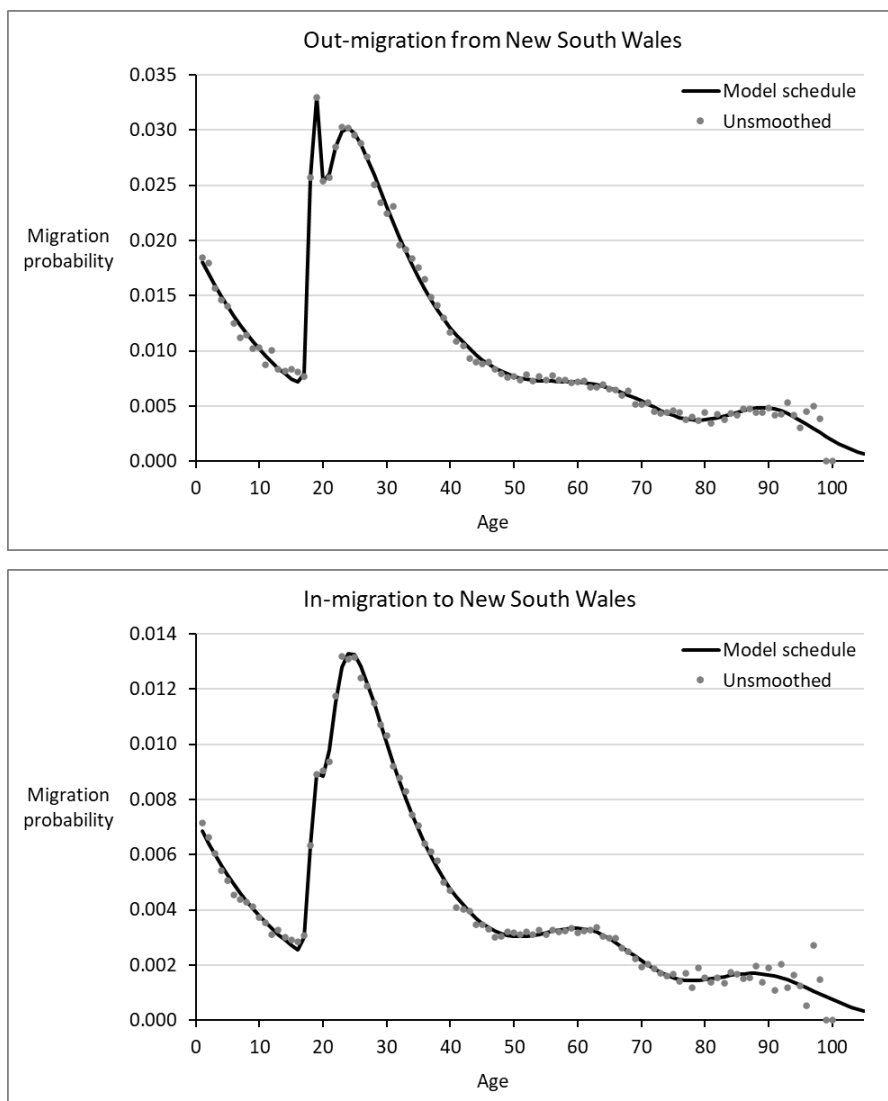 Out-migration from New South Wales
0.035
0.030
0.025
0.020
0.015
0.010
0.005
0.000
Migration
probability
Model schedule
Unsmoothed
0 10 20 30 40 50 60 70 80 90 100
Age
In-migration to New South Wales
0.014
0.012
0.010
0.008
0.006
0.004
0.002
0.000
Migration
probability
Model schedule
Unsmoothed
0 10 20 30 40 50 60 70 80 90 100
Age